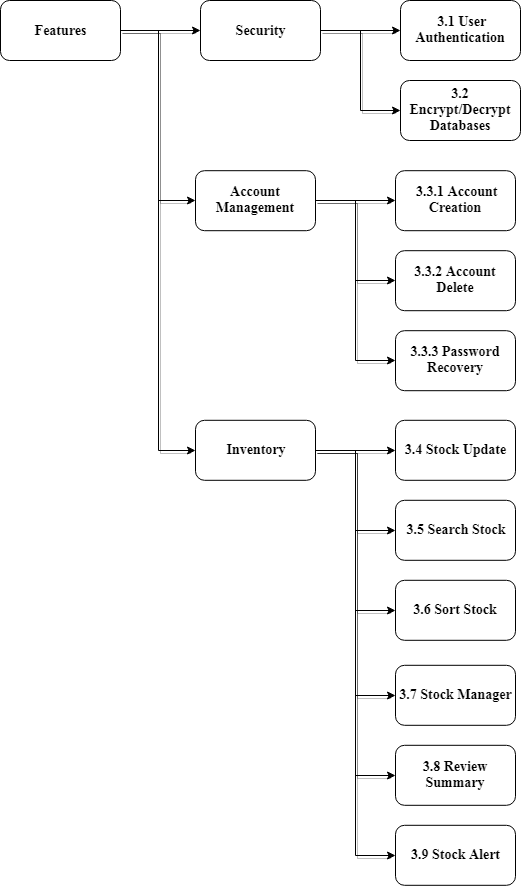 Features
Security
3.1 User
Authentication
3.2
Encrypt/Decrypt
Databases
Account
Management
3.3.1 Account
Creation
3.3.2 Account
Delete
3.3.3 Password
Recovery
Inventory
3.4 Stock Update
3.5 Search Stock
3.6 Sort Stock
3.7 Stock Manager
3.8 Review
Summary
3.9 Stock Alert